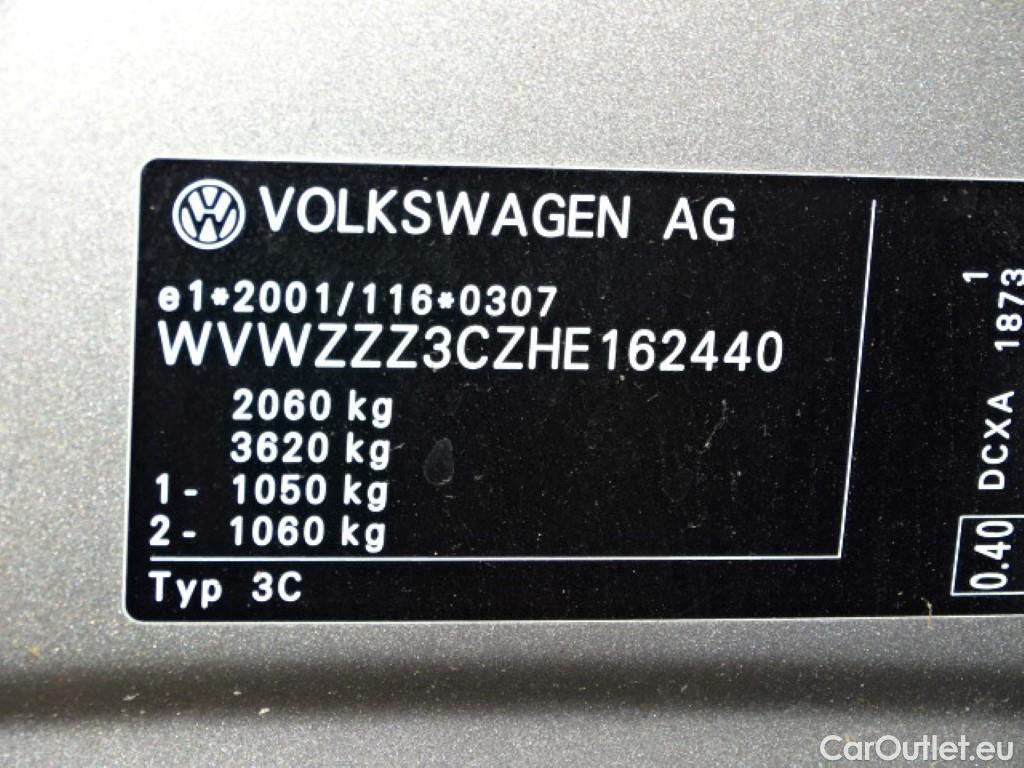 VOLKSWAGEN AG
e1*2001/116*0307
WVWZZZ3CZHE162440
2060 kg
3620 kg
1- 1050 kg
2- 1060 kg
Typ 3C
1
DCXA 1873
0.40
CarOutlet.eu